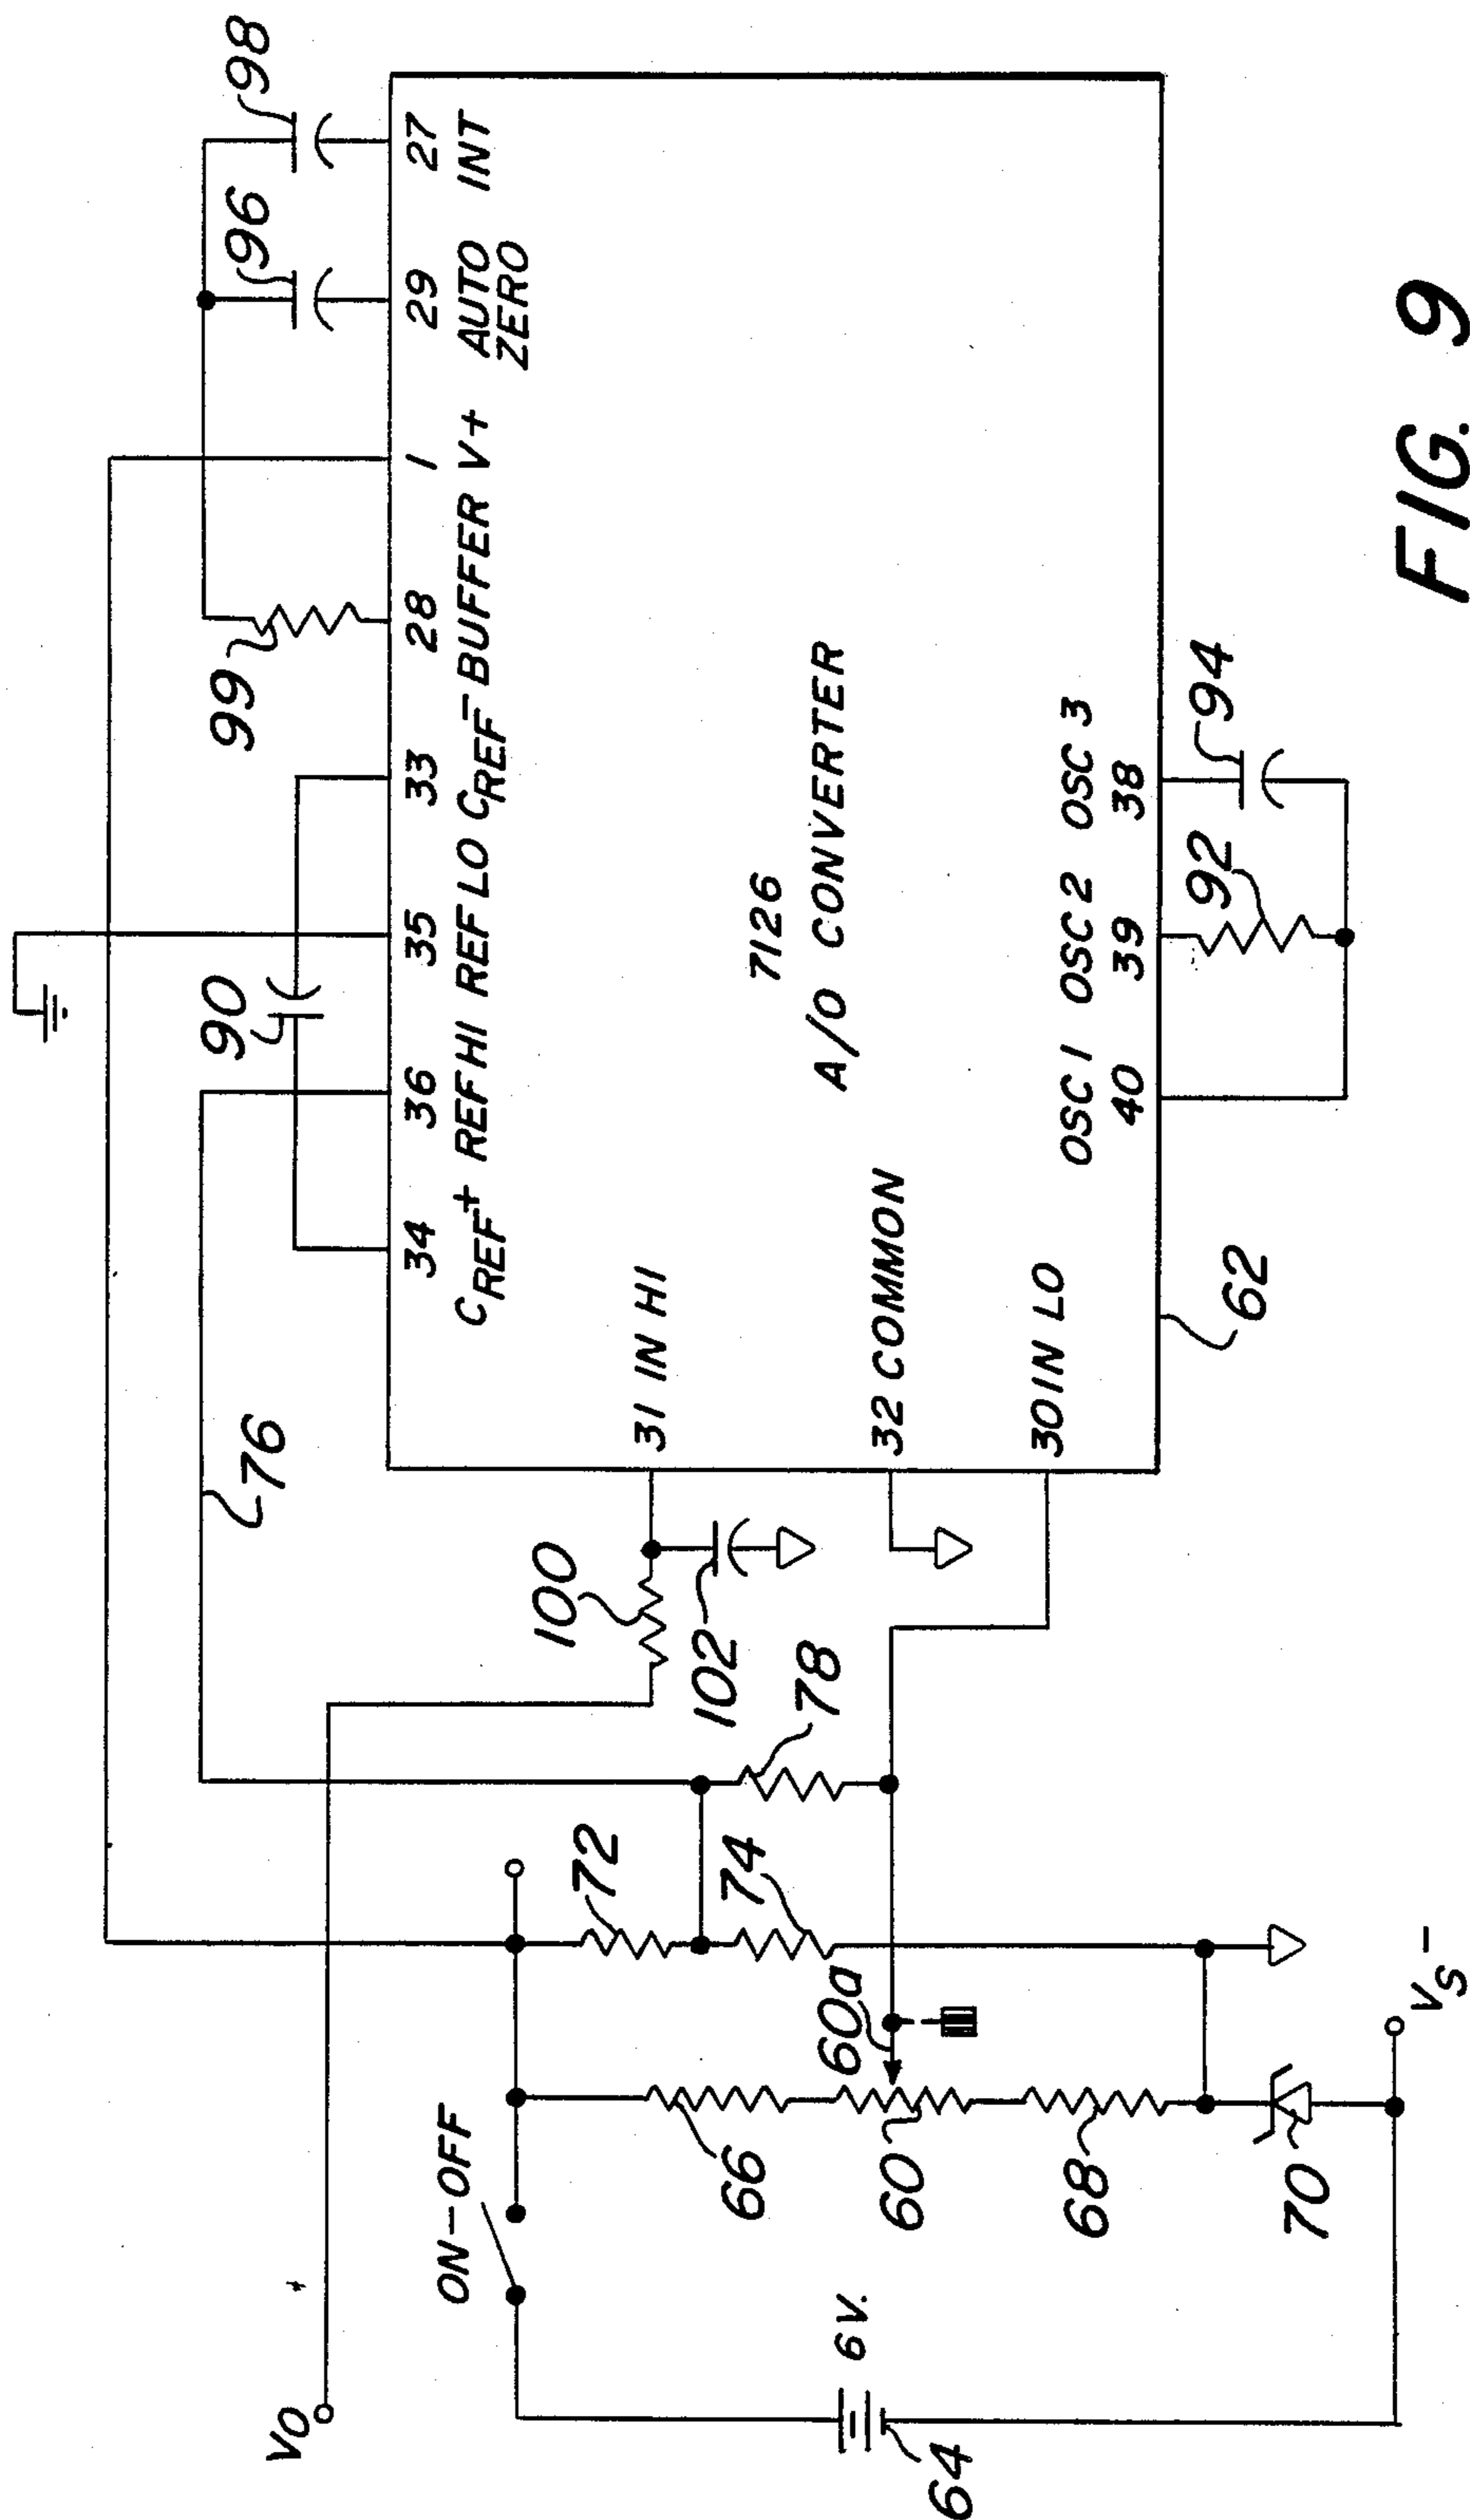 VO
ON-OFF
6V.
64
66
60
60a
68
70
VS -
72
74
78
76
100
102
90
99
96
98
34 36 35 33 28 1 29 27
CREF+ REF HI REF LO CREF- BUFFER V+ AUTO ZERO INT
31 IN HI
32 COMMON
30 IN LO
7126
A/O CONVERTER
OSC 1 OSC 2 OSC 3
40 39 38
62
92
94
FIG. 9